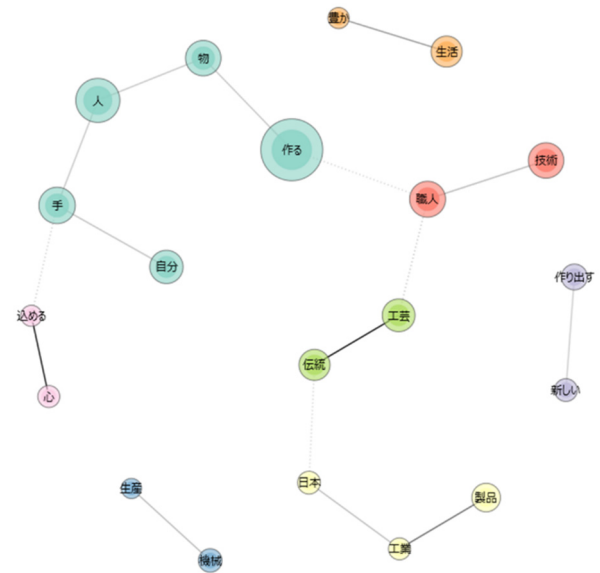 豊か
生活
物
人
作る
技術
職人
手
自分
作り出す
込める
工芸
伝統
新しい
心
日本
生産
製品
工業
機械